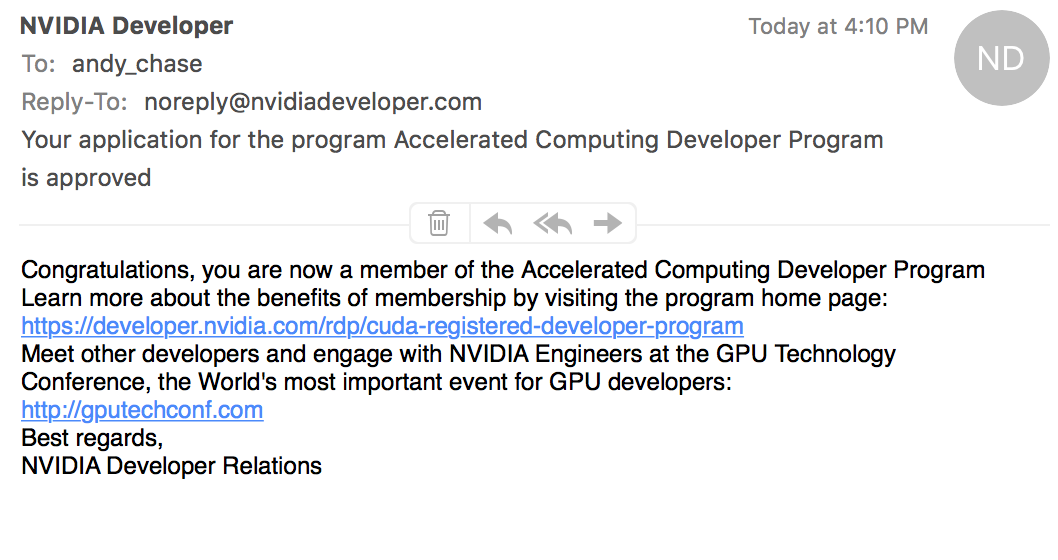 NVIDIA Developer
Today at 4:10 PM
ND
To: andy_chase
Reply-To: noreply@nvidiadeveloper.com
Your application for the program Accelerated Computing Developer Program
is approved
Congratulations, you are now a member of the Accelerated Computing Developer Program
Learn more about the benefits of membership by visiting the program home page:
https://developer.nvidia.com/rdp/cuda-registered-developer-program
Meet other developers and engage with NVIDIA Engineers at the GPU Technology
Conference, the World's most important event for GPU developers:
http://gputechconf.com
Best regards,
NVIDIA Developer Relations